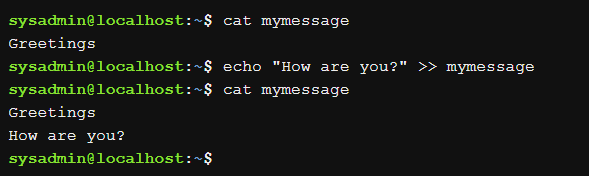 sysadmin@localhost:~$ cat mymessage
Greetings
sysadmin@localhost:~$ echo "How are you?" >> mymessage
sysadmin@localhost:~$ cat mymessage
Greetings
How are you?
sysadmin@localhost:~$